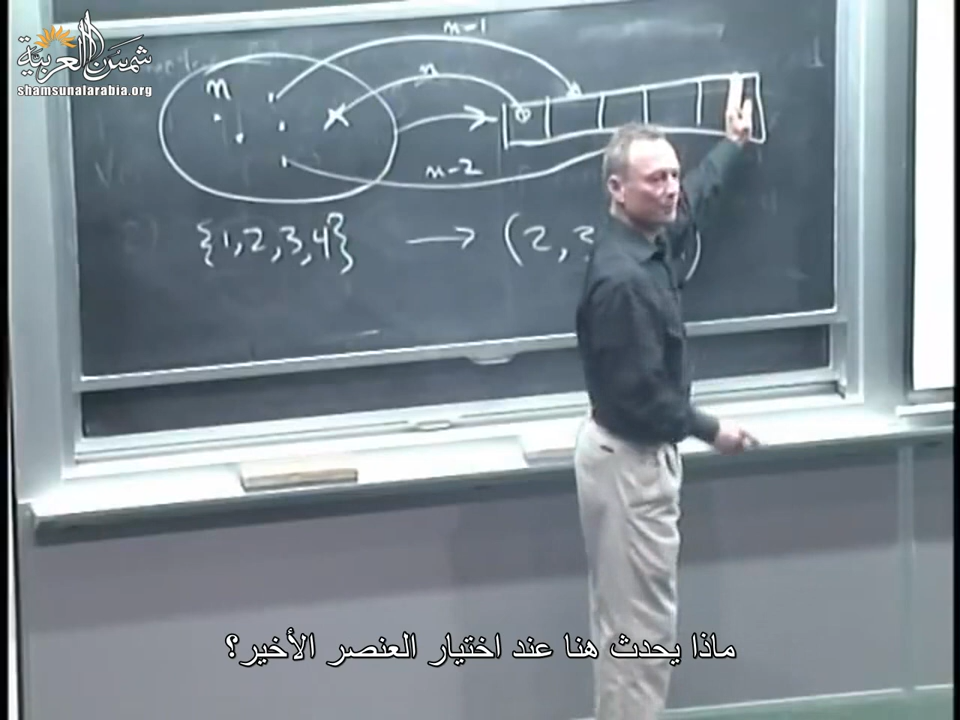 شمس العربية
shamsunalarabia.org
n-1
n
n
n-2
{1,2,3,4} → (2,3
ماذا يحدث هنا عند اختيار العنصر الأخير؟